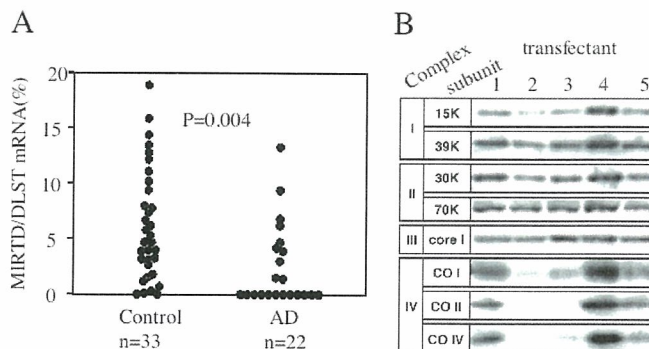 A
MIRTD/DLST mRNA(%)
20
15
10
5
0
P=0.004
Control
n=33
AD
n=22
B
Complex
subunit
transfectant
1 2 3 4 5
I
15K
39K
II
30K
70K
III
core I
IV
CO I
CO II
CO IV